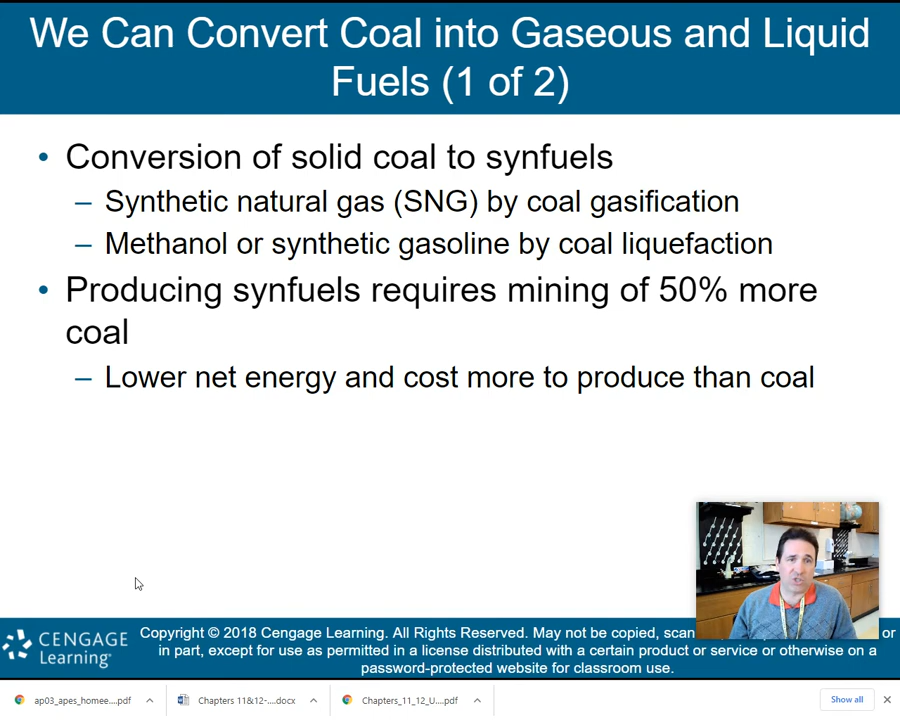 We Can Convert Coal into Gaseous and Liquid
Fuels (1 of 2)
• Conversion of solid coal to synfuels
– Synthetic natural gas (SNG) by coal gasification
– Methanol or synthetic gasoline by coal liquefaction
• Producing synfuels requires mining of 50% more
coal
– Lower net energy and cost more to produce than coal
CENGAGE
Learning
Copyright © 2018 Cengage Learning. All Rights Reserved. May not be copied, scan or
in part, except for use as permitted in a license distributed with a certain product or service or otherwise on a
password-protected website for classroom use.
ap03_apes_homee....pdf
Chapters 11&12-....docx
Chapters_11_12_U....pdf
Show all